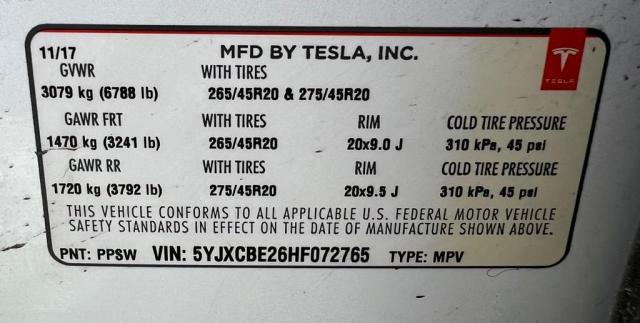 11/17 MFD BY TESLA, INC.
TESLA
GVWR WITH TIRES
3079 kg (6788 lb) 265/45R20 & 275/45R20
GAWR FRT WITH TIRES RIM COLD TIRE PRESSURE
1470 kg (3241 lb) 265/45R20 20x9.0 J 310 kPa, 45 psi
GAWR RR WITH TIRES RIM COLD TIRE PRESSURE
1720 kg (3792 lb) 275/45R20 20x9.5 J 310 kPa, 45 psi
THIS VEHICLE CONFORMS TO ALL APPLICABLE U.S. FEDERAL MOTOR VEHICLE
SAFETY STANDARDS IN EFFECT ON THE DATE OF MANUFACTURE SHOWN ABOVE.
PNT: PPSW VIN: 5YJXCBE26HF072765 TYPE: MPV